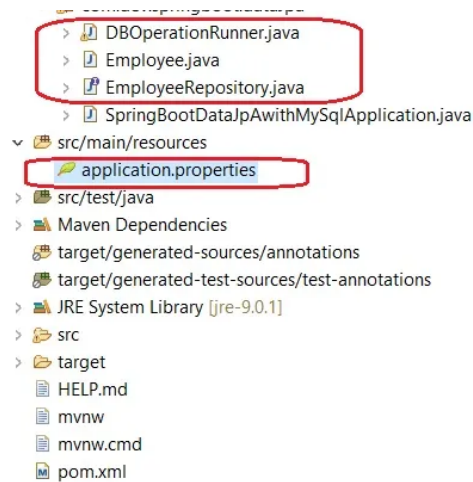 DBOperationRunner.java
Employee.java
EmployeeRepository.java
SpringBootDataJpAwithMySqlApplication.java
src/main/resources
application.properties
src/test/java
Maven Dependencies
target/generated-sources/annotations
target/generated-test-sources/test-annotations
JRE System Library [jre-9.0.1]
src
target
HELP.md
mvnw
mvnw.cmd
pom.xml